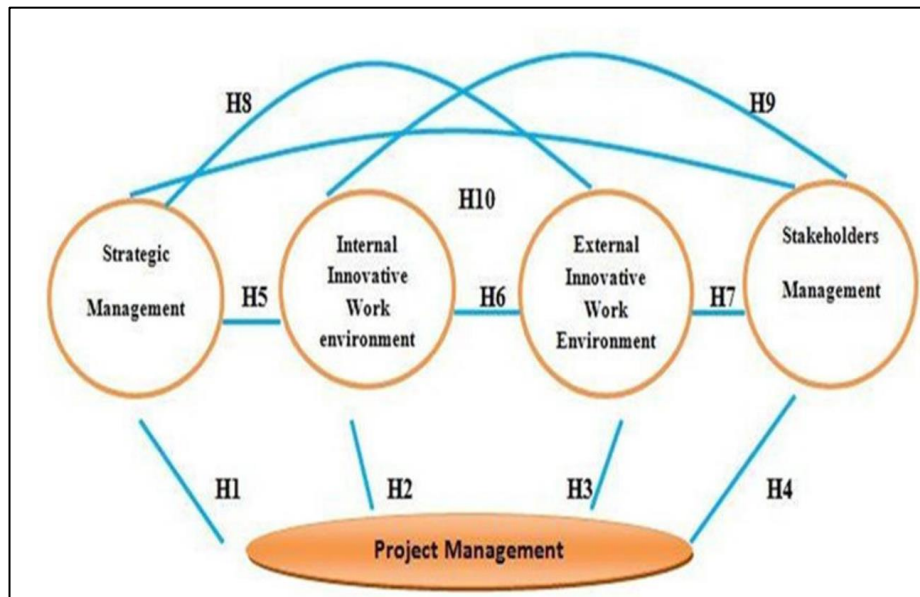 H8
H9
H10
Strategic
Management
Internal
Innovative
Work
environment
External
Innovative
Work
Environment
Stakeholders
Management
H5
H6
H7
H1
H2
H3
H4
Project Management